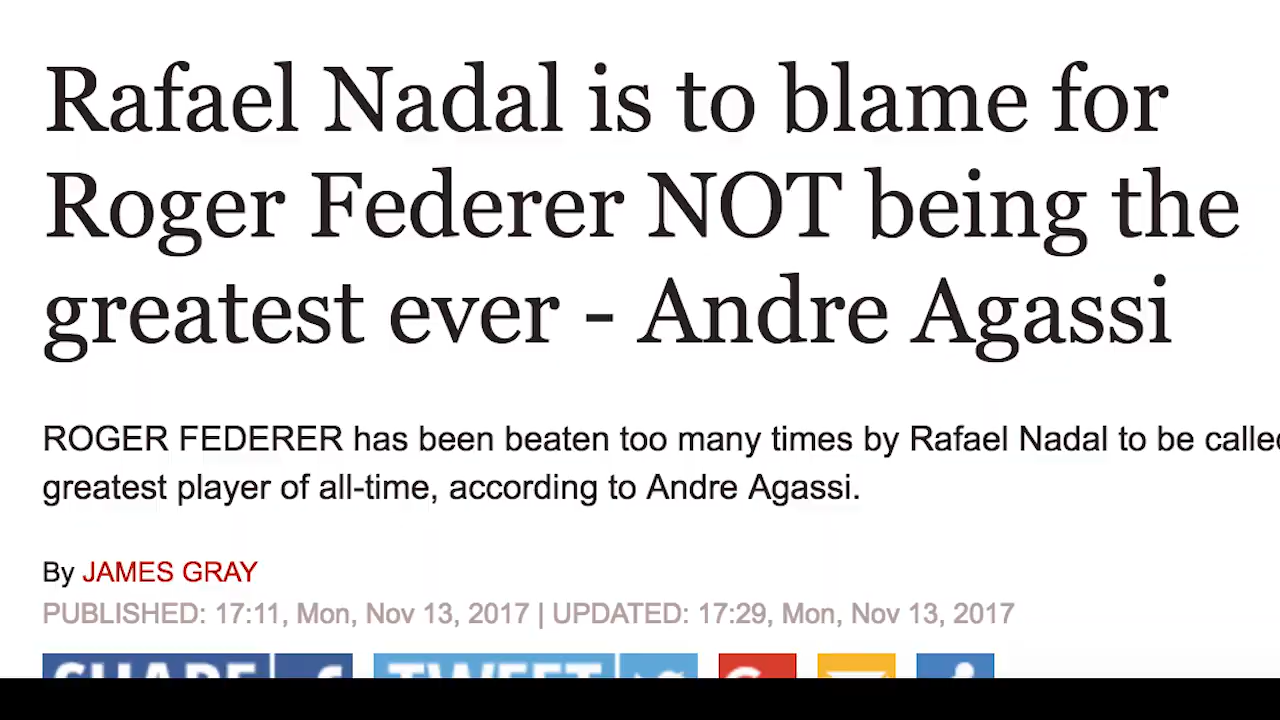 Rafael Nadal is to blame for
Roger Federer NOT being the
greatest ever - Andre Agassi
ROGER FEDERER has been beaten too many times by Rafael Nadal to be
greatest player of all-time, according to Andre Agassi.
By JAMES GRAY
PUBLISHED: 17:11, Mon, Nov 13, 2017 | UPDATED: 17:29, Mon, Nov 13, 2017
SHARE TWEET